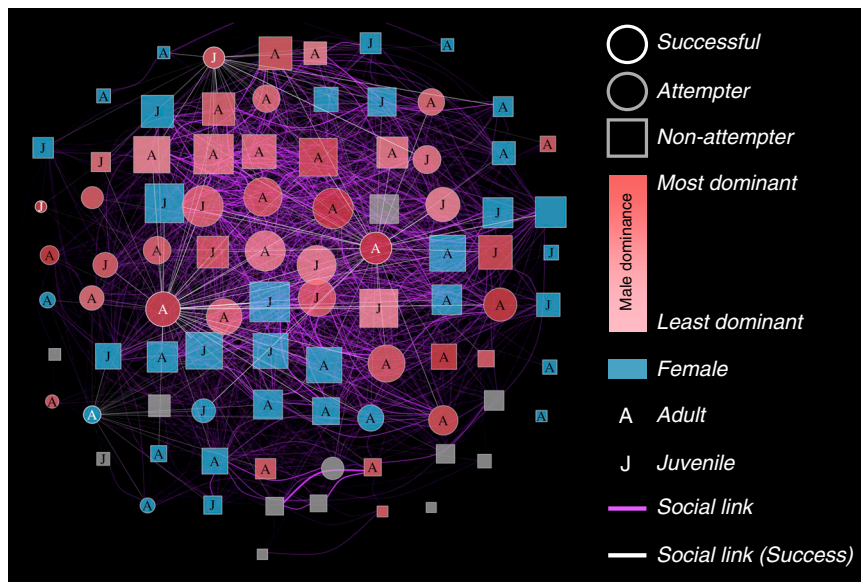 A J A A J A
A J A A J J A A
J J A A A A A J A A
J J J A A J J
A J A J A J A A J J
A A A A J J J A A J
J A J J A A A A
A A J A A A A A
J A A A A
A J
Successful
Attempter
Non-attempter
Most dominant
Male dominance
Least dominant
Female
A Adult
J Juvenile
Social link
Social link (Success)